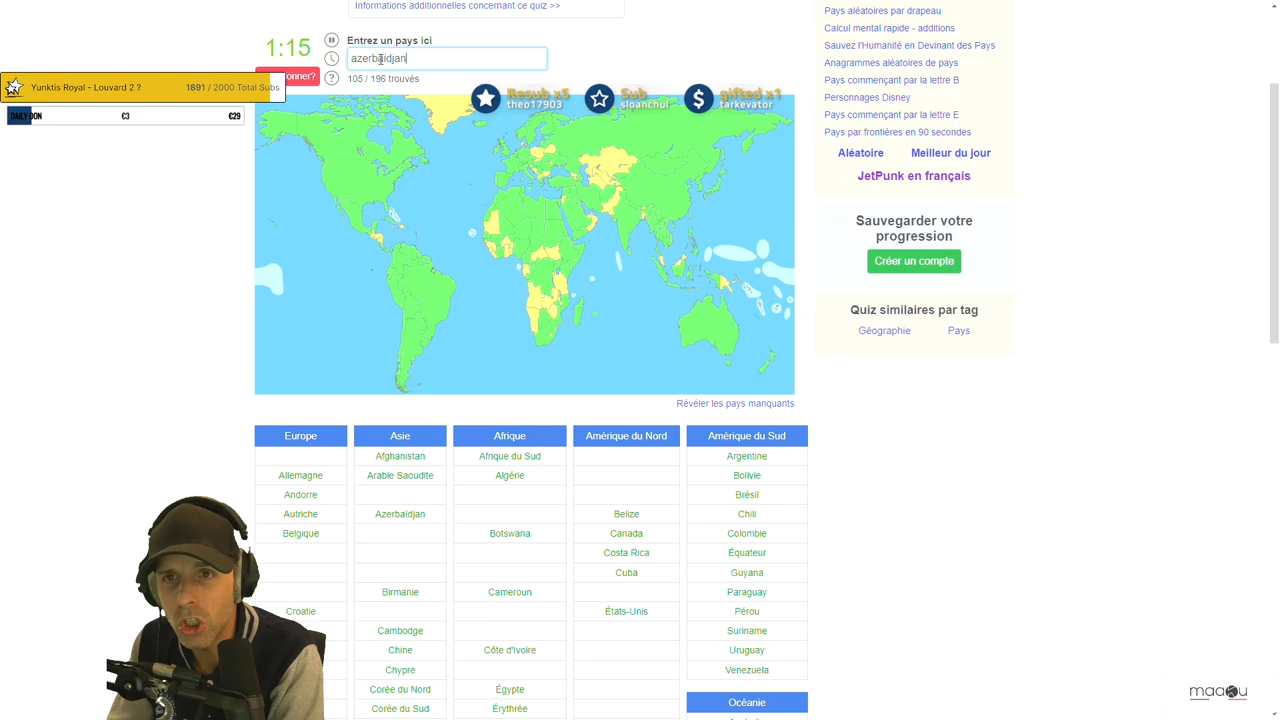 Informations additionnelles concernant ce quiz >>
1:15
Entrez un pays ici
azerbaïdjan
onner?
105 / 196 trouvés
Yunktis Royal - Louvard 2 ?
1891 / 2000 Total Subs
DAILY DON
€3
€29
Resub x5
theo17903
Sub
sloanchui
gifted x1
tarkevator
Révéler les pays manquants
Pays aléatoires par drapeau
Calcul mental rapide - additions
Sauvez l'Humanité en Devinant des Pays
Anagrammes aléatoires de pays
Pays commençant par la lettre B
Personnages Disney
Pays commençant par la lettre E
Pays par frontières en 90 secondes
Aléatoire
Meilleur du jour
JetPunk en français
Sauvegarder votre
progression
Créer un compte
Quiz similaires par tag
Géographie
Pays
Europe
Allemagne
Andorre
Autriche
Belgique
Croatie
Asie
Afghanistan
Arabie Saoudite
Azerbaïdjan
Birmanie
Cambodge
Chine
Chypre
Corée du Nord
Corée du Sud
Afrique
Afrique du Sud
Algérie
Botswana
Cameroun
Côte d'Ivoire
Égypte
Érythrée
Amérique du Nord
Belize
Canada
Costa Rica
Cuba
États-Unis
Amérique du Sud
Argentine
Bolivie
Brésil
Chili
Colombie
Équateur
Guyana
Paraguay
Pérou
Suriname
Uruguay
Venezuela
Océanie
maaou